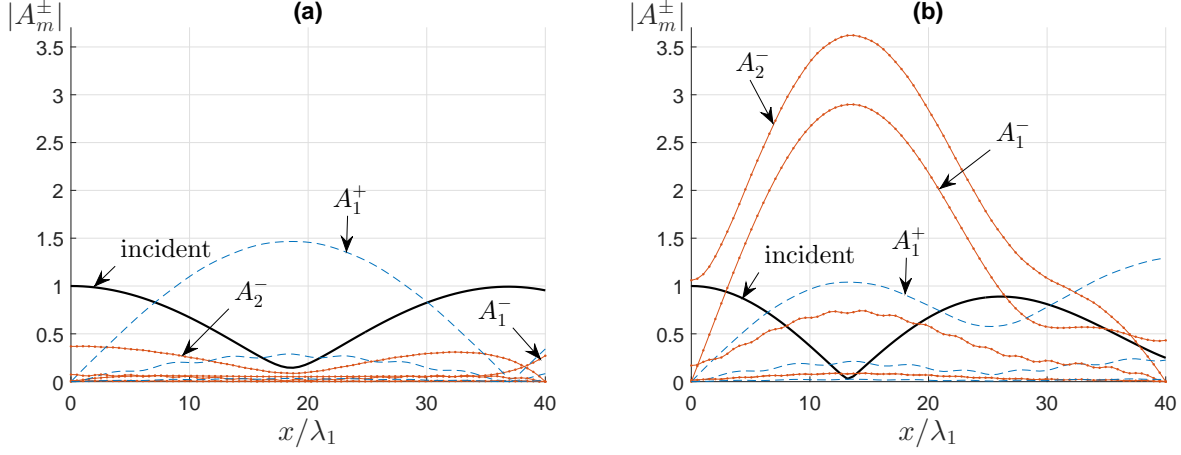 (a)
|A_m^±|
3.5
3
2.5
2
1.5
1
0.5
0
incident
A_1^+
A_2^-
A_1^-
0
10
20
30
40
x/λ_1
(b)
|A_m^±|
3.5
3
2.5
2
1.5
1
0.5
0
A_2^-
A_1^-
incident
A_1^+
0
10
20
30
40
x/λ_1